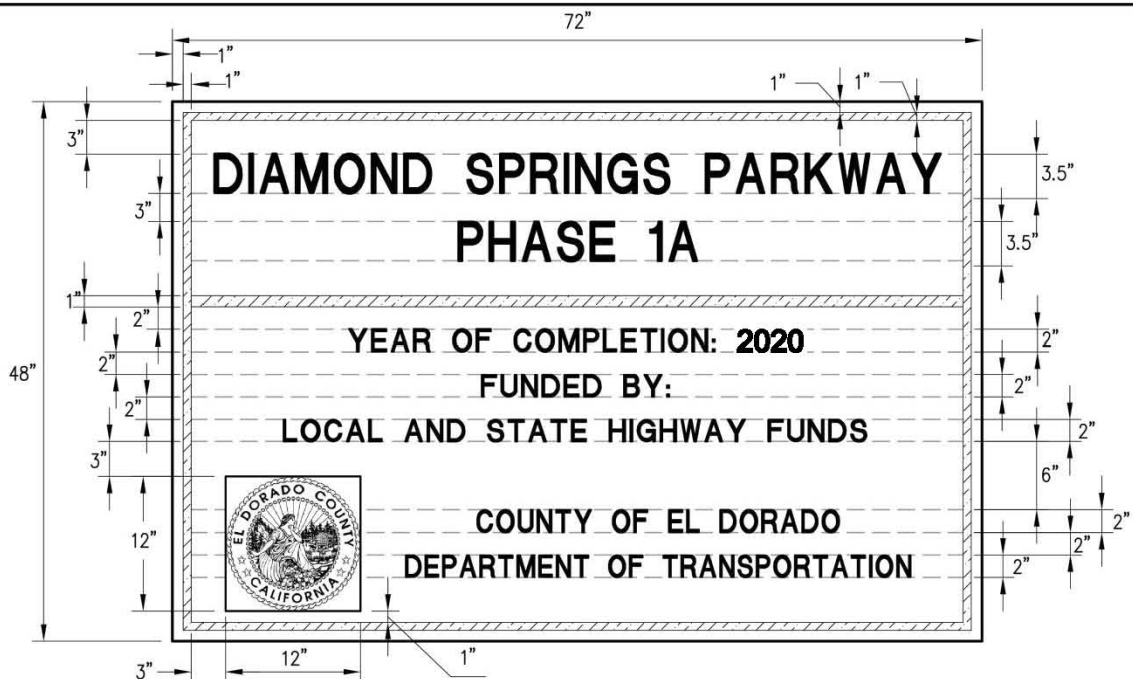 72"
1"
1"
1" 1"
3"
DIAMOND SPRINGS PARKWAY
3.5"
3"
PHASE 1A
3.5"
1"
2"
YEAR OF COMPLETION: 2020
2"
48"
2"
FUNDED BY:
2"
2"
LOCAL AND STATE HIGHWAY FUNDS
2"
3"
6"
EL DORADO COUNTY
CALIFORNIA
12"
COUNTY OF EL DORADO
2"
2"
DEPARTMENT OF TRANSPORTATION
2"
3"
12"
1"